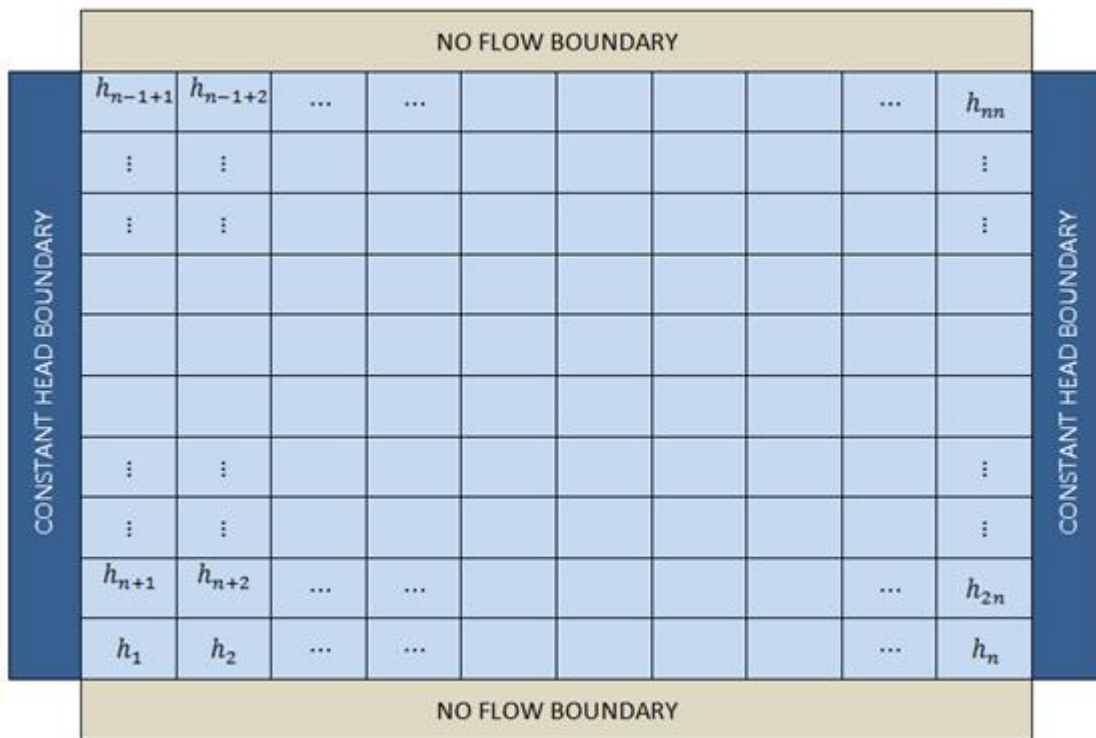 NO FLOW BOUNDARY
CONSTANT HEAD BOUNDARY
h_{n-1+1} h_{n-1+2} ... ... ... h_{nn}
⋮ ⋮ ⋮
⋮ ⋮ ⋮
⋮ ⋮ ⋮
⋮ ⋮ ⋮
h_{n+1} h_{n+2} ... ... ... h_{2n}
h_1 h_2 ... ... ... h_n
CONSTANT HEAD BOUNDARY
NO FLOW BOUNDARY